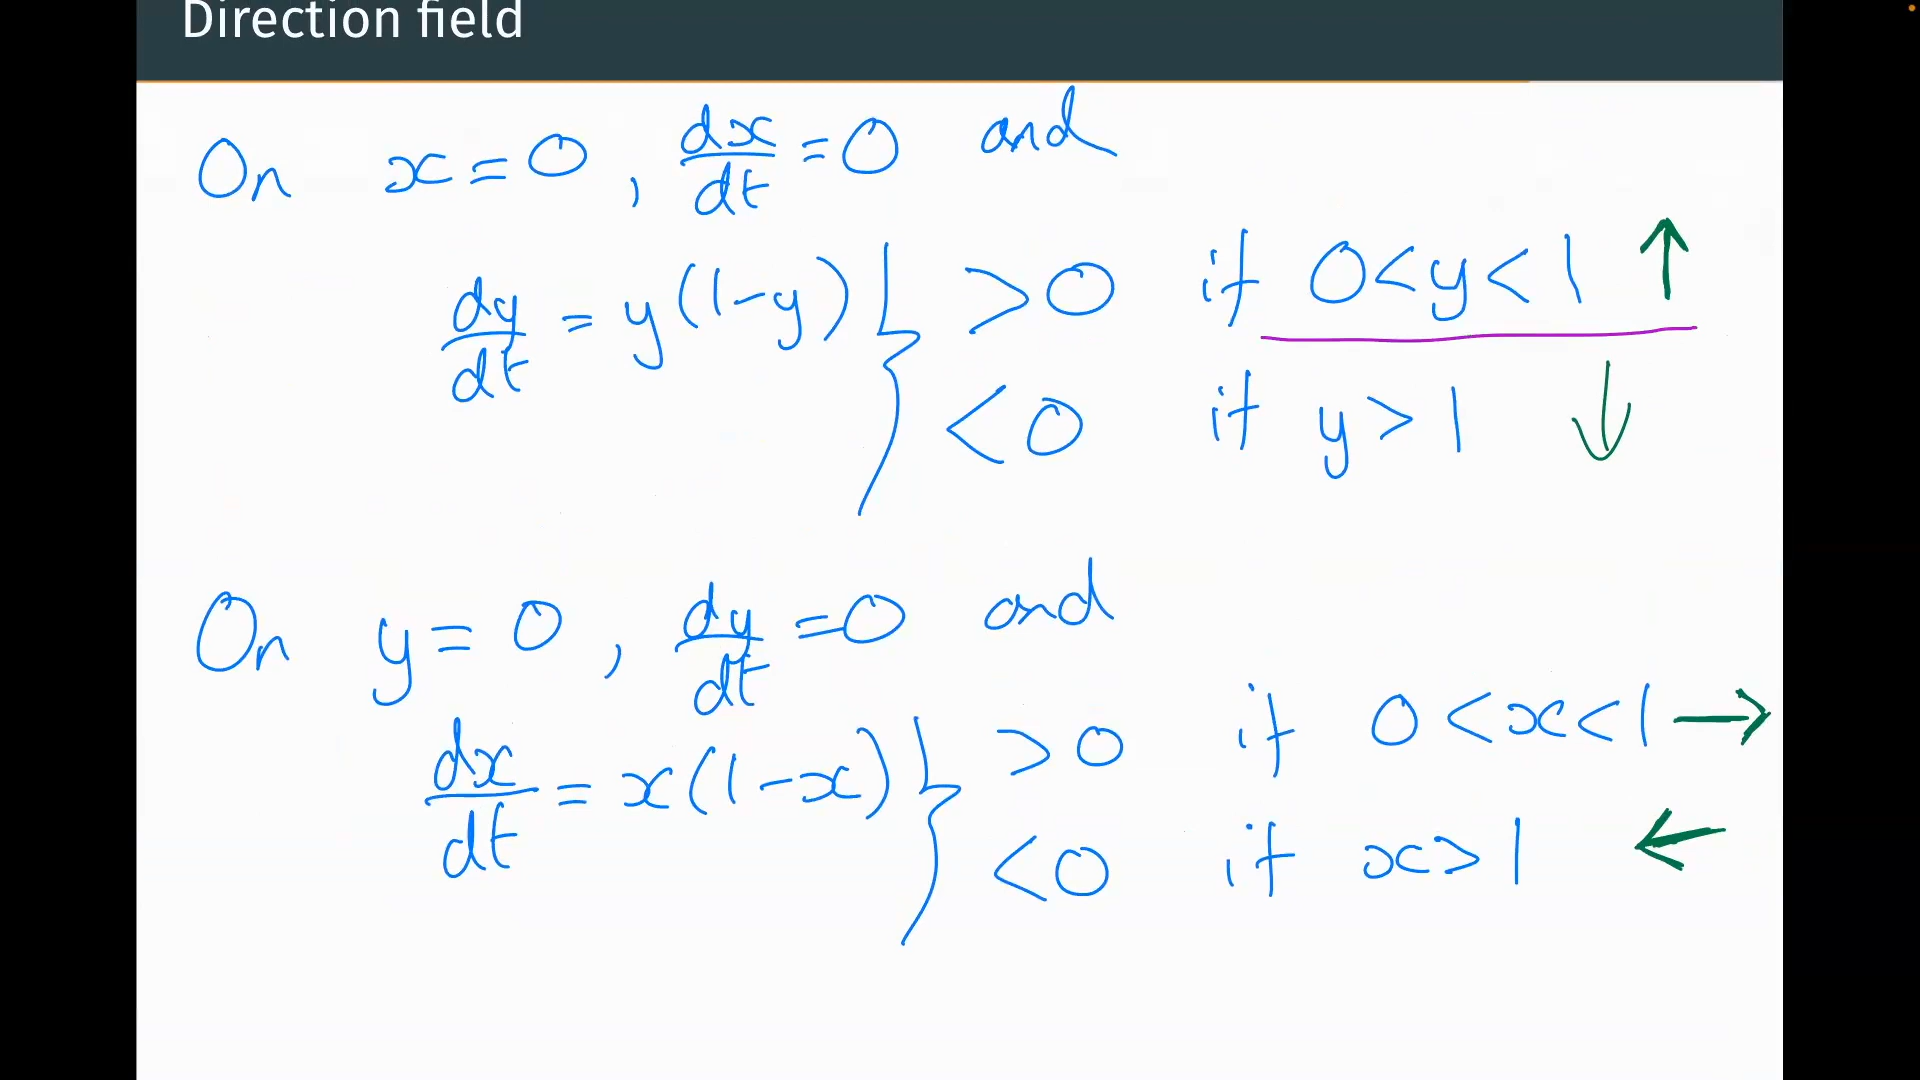 Direction field
On x=0, dx/dt=0 and
dy/dt = y(1-y) } >0 if 0<y<1 ↑
<0 if y>1 ↓
On y=0, dy/dt=0 and
dx/dt = x(1-x) } >0 if 0<x<1 →
<0 if x>1 ←